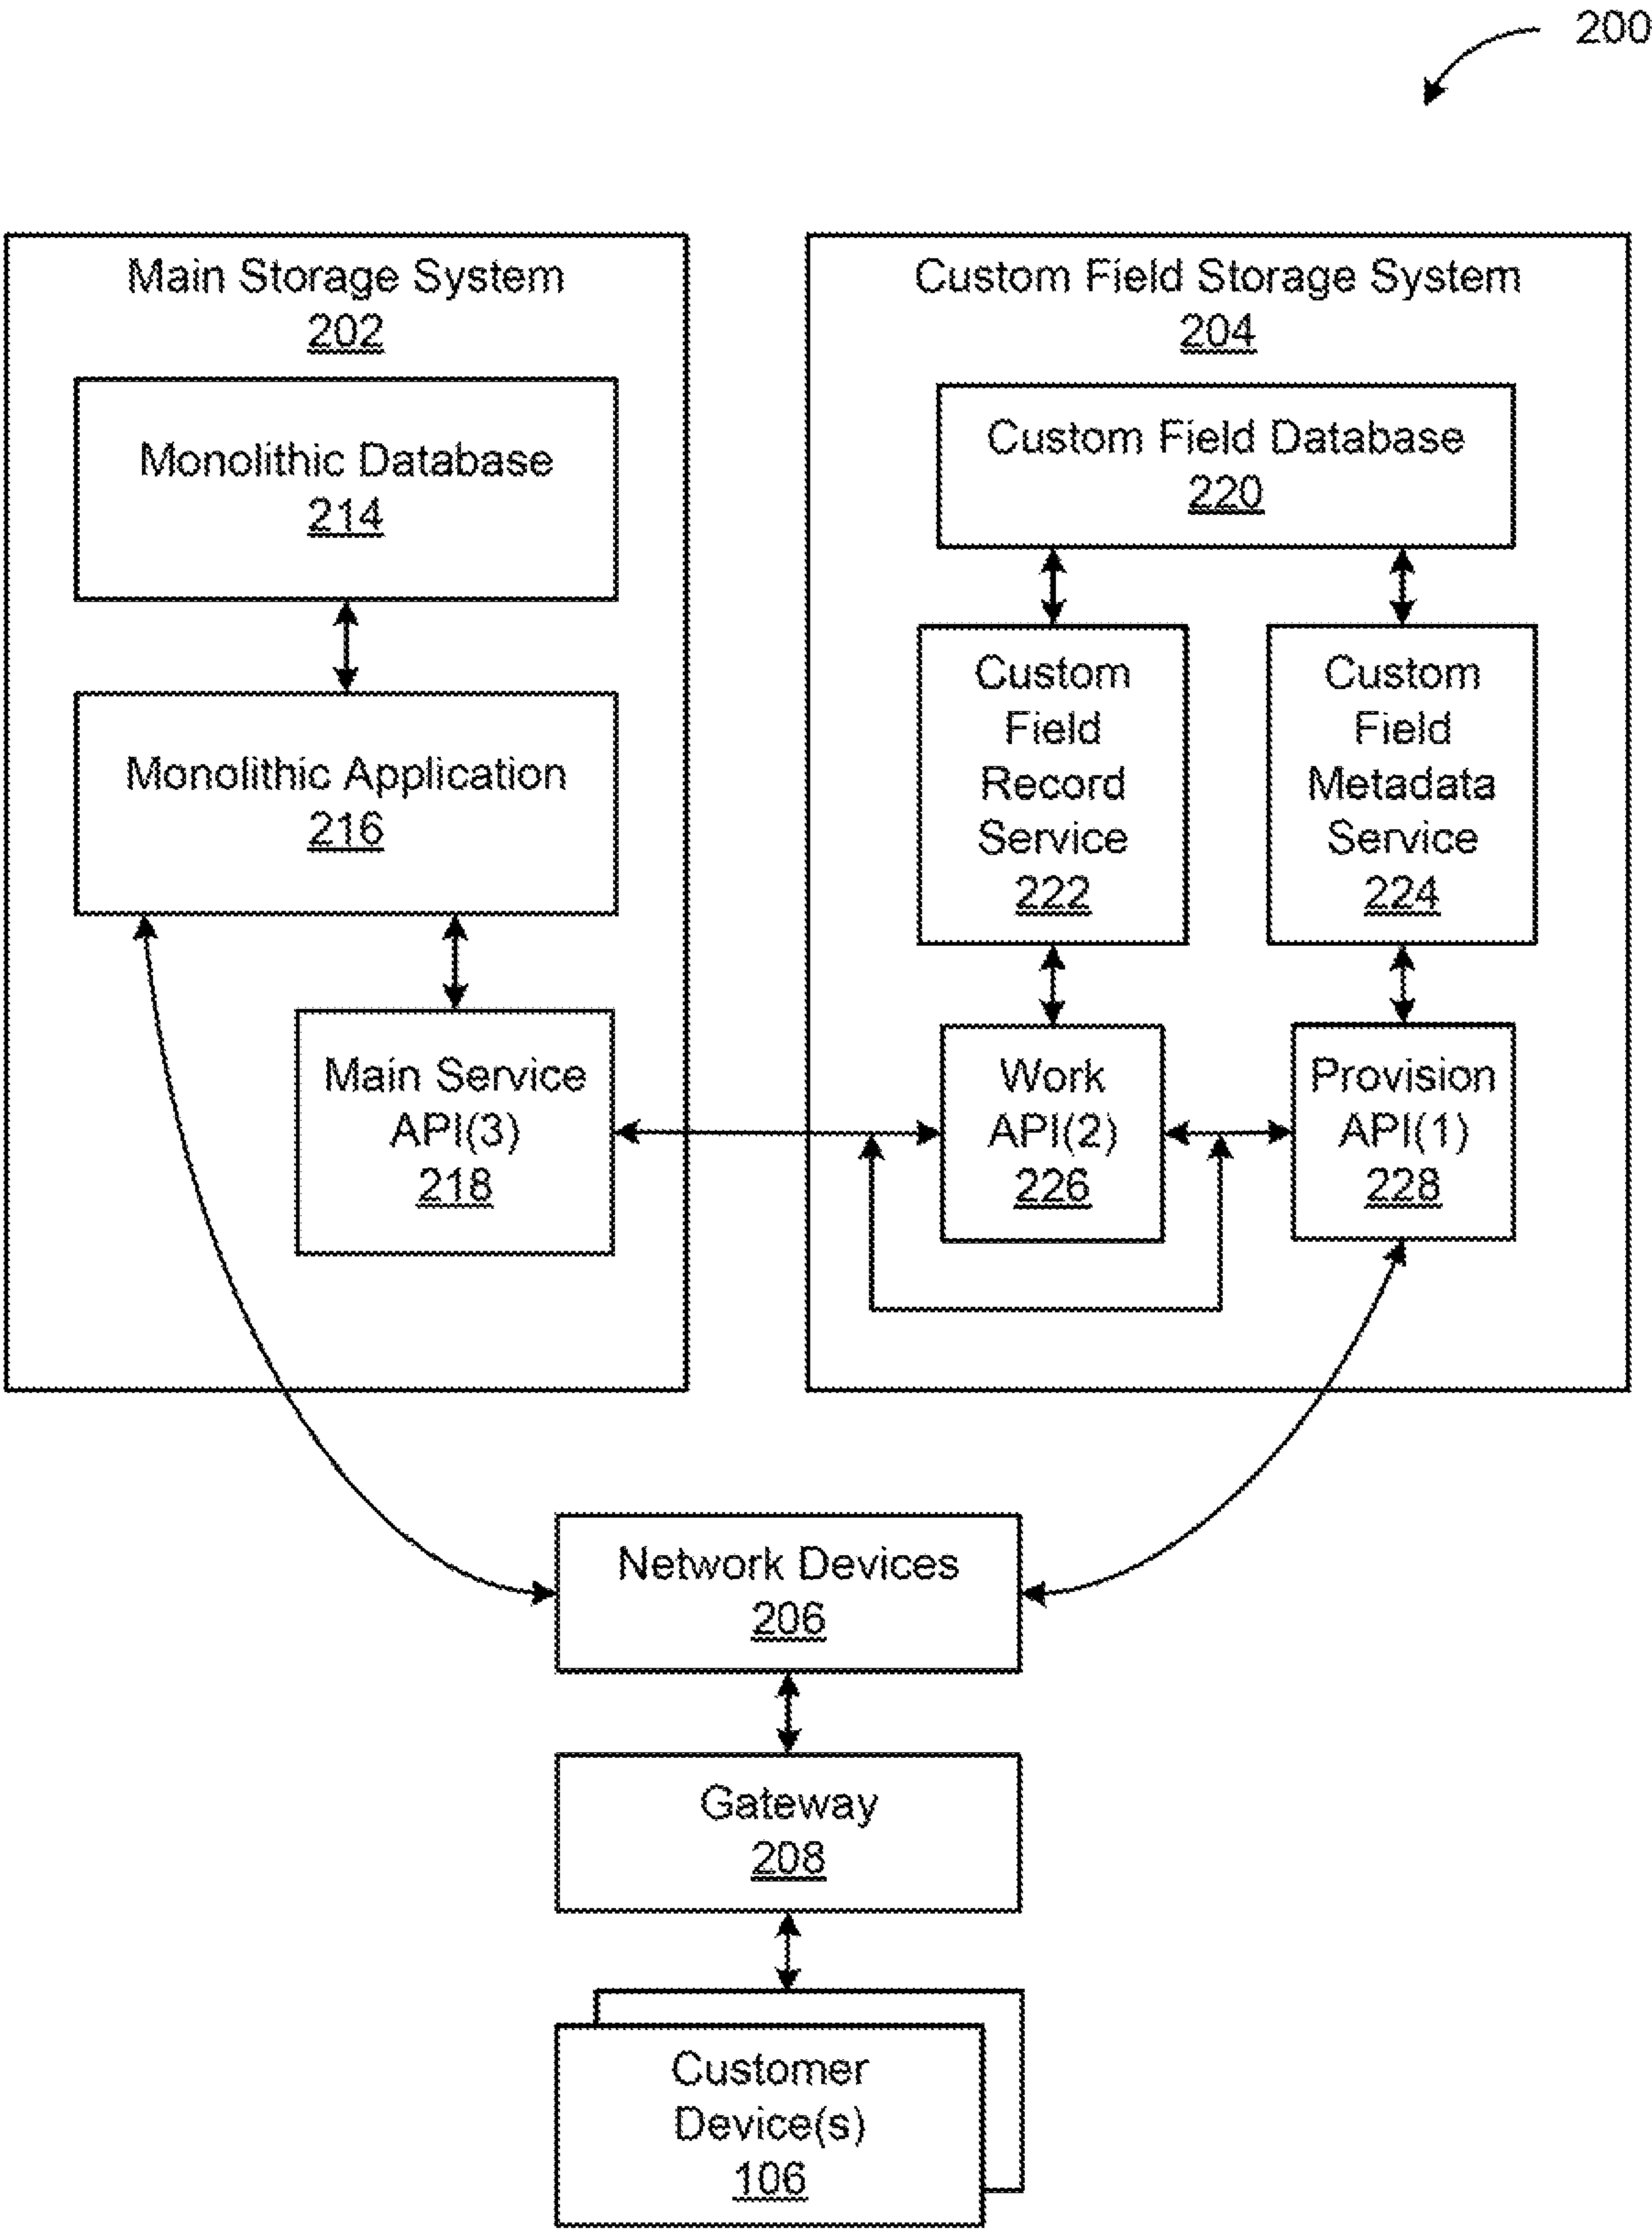 200
Main Storage System
202
Monolithic Database
214
Monolithic Application
216
Main Service
API(3)
218
Custom Field Storage System
204
Custom Field Database
220
Custom
Field
Record
Service
222
Custom
Field
Metadata
Service
224
Work
API(2)
226
Provision
API(1)
228
Network Devices
206
Gateway
208
Customer
Device(s)
106